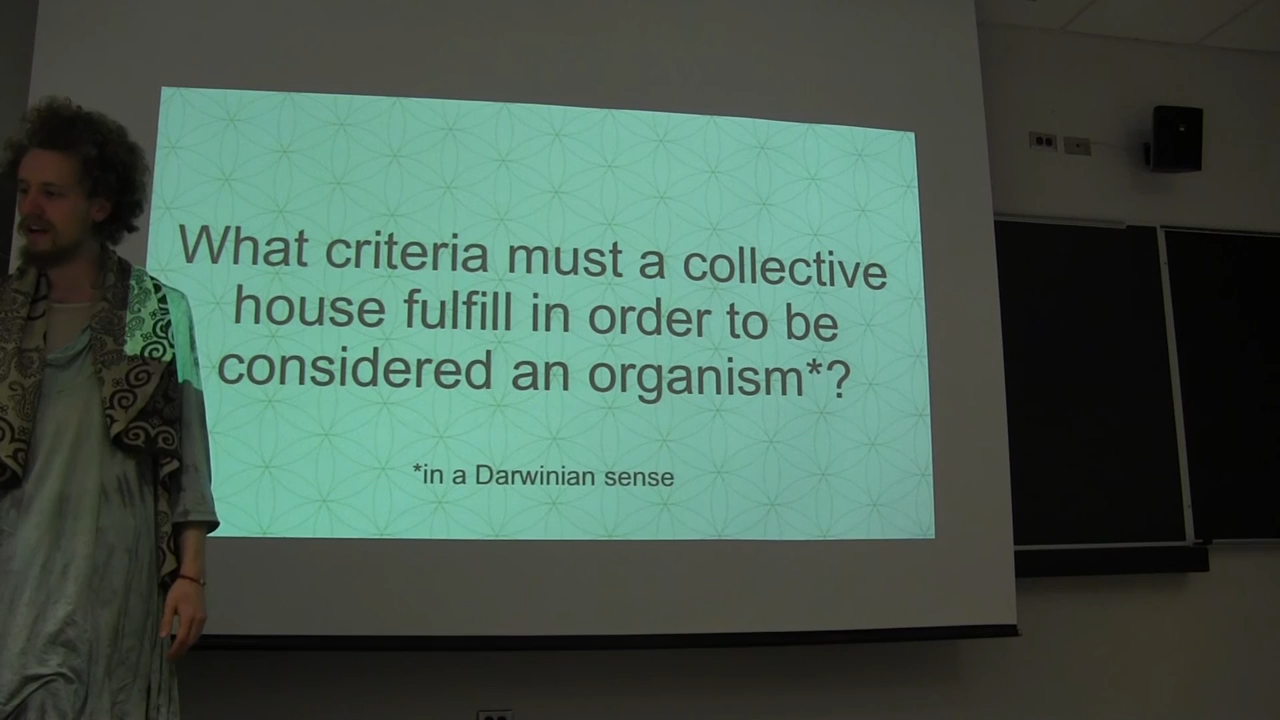 What criteria must a collective
house fulfill in order to be
considered an organism*?
*in a Darwinian sense